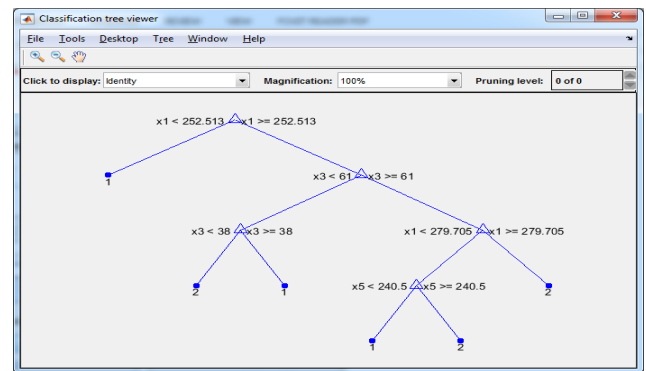 Classification tree viewer
File Tools Desktop Tree Window Help
Click to display: Identity Magnification: 100% Pruning level: 0 of 0
x1 < 252.513 x1 >= 252.513
1
x3 < 61 x3 >= 61
x3 < 38 x3 >= 38 x1 < 279.705 x1 >= 279.705
2 1 x5 < 240.5 x5 >= 240.5 2
1 2